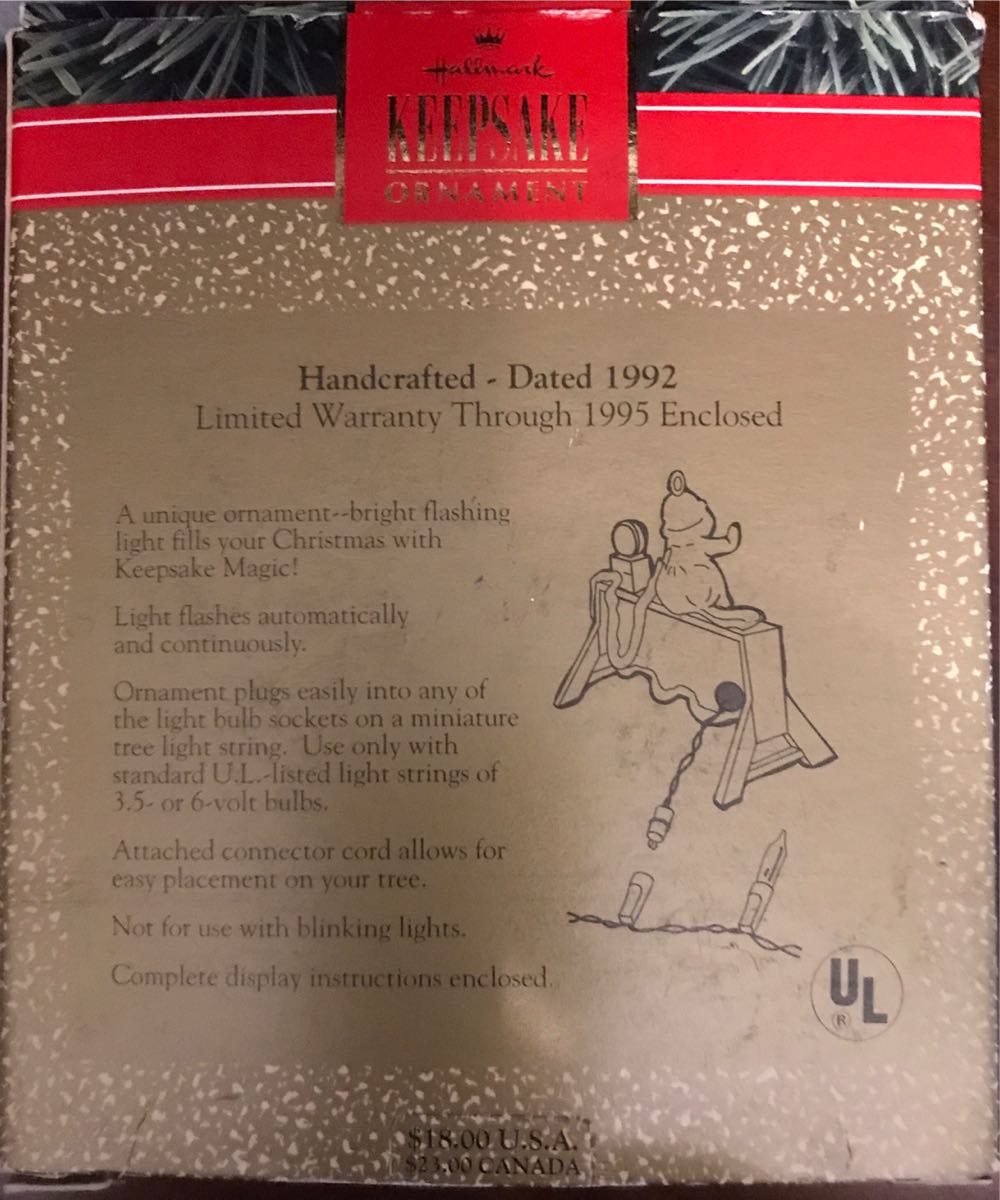 Hallmark
KEEPSAKE
ORNAMENT
Handcrafted - Dated 1992
Limited Warranty Through 1995 Enclosed
A unique ornament--bright flashing
light fills your Christmas with
Keepsake Magic!
Light flashes automatically
and continuously.
Ornament plugs easily into any of
the light bulb sockets on a miniature
tree light string. Use only with
standard U.L.-listed light strings of
3.5- or 6-volt bulbs.
Attached connector cord allows for
easy placement on your tree.
Not for use with blinking lights.
Complete display instructions enclosed.
UL
®
$18.00 U.S.A.
$23.00 CANADA